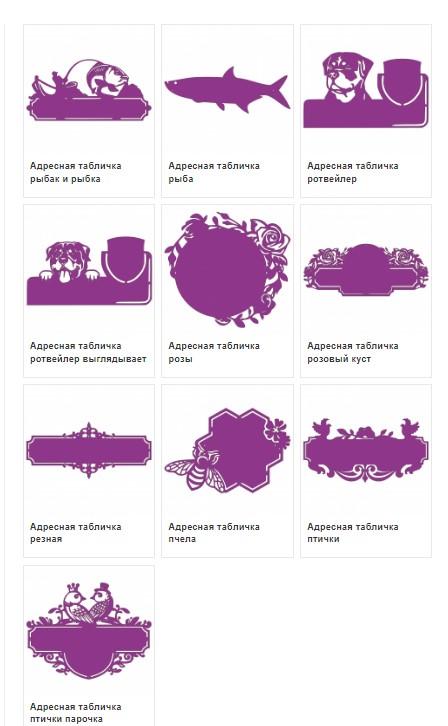 Адресная табличка
рыбак и рыбка
Адресная табличка
рыба
Адресная табличка
ротвейлер
Адресная табличка
ротвейлер выглядывает
Адресная табличка
розы
Адресная табличка
розовый куст
Адресная табличка
резная
Адресная табличка
пчела
Адресная табличка
птички
Адресная табличка
птички парочка